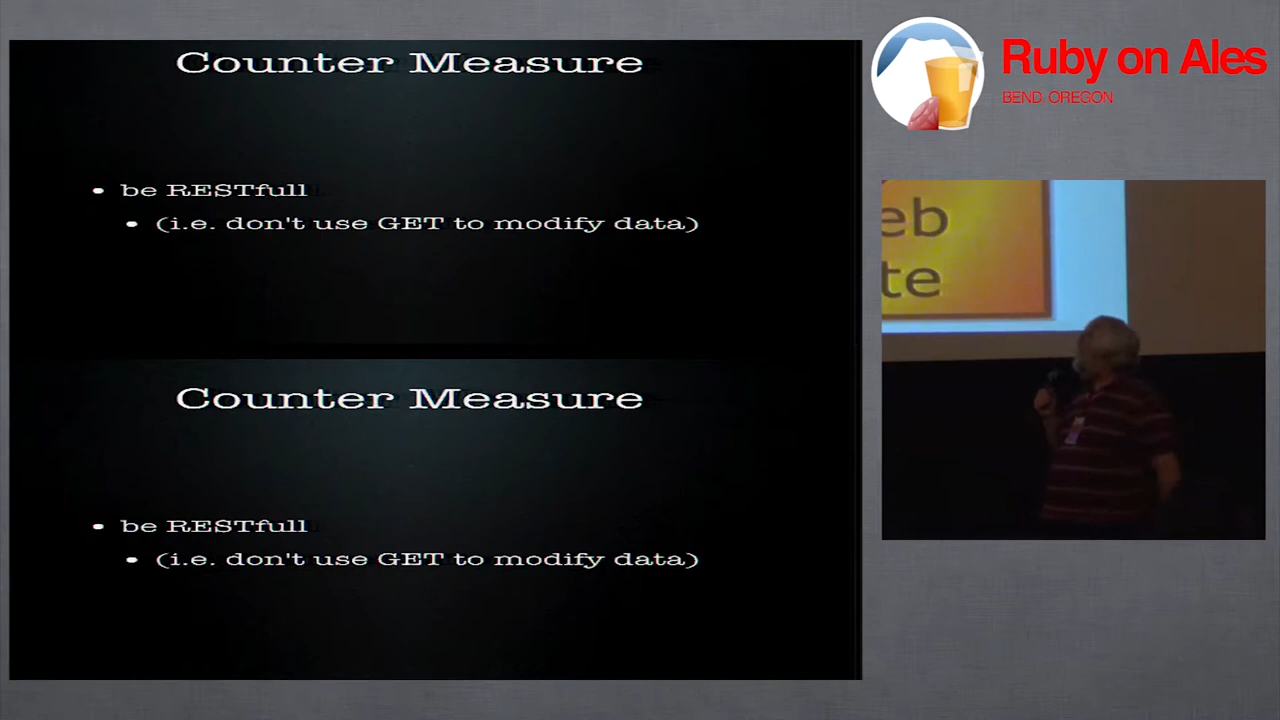 Counter Measure
• be RESTfull
• (i.e. don't use GET to modify data)
Counter Measure
• be RESTfull
• (i.e. don't use GET to modify data)
Ruby on Ales
BEND, OREGON
eb
te